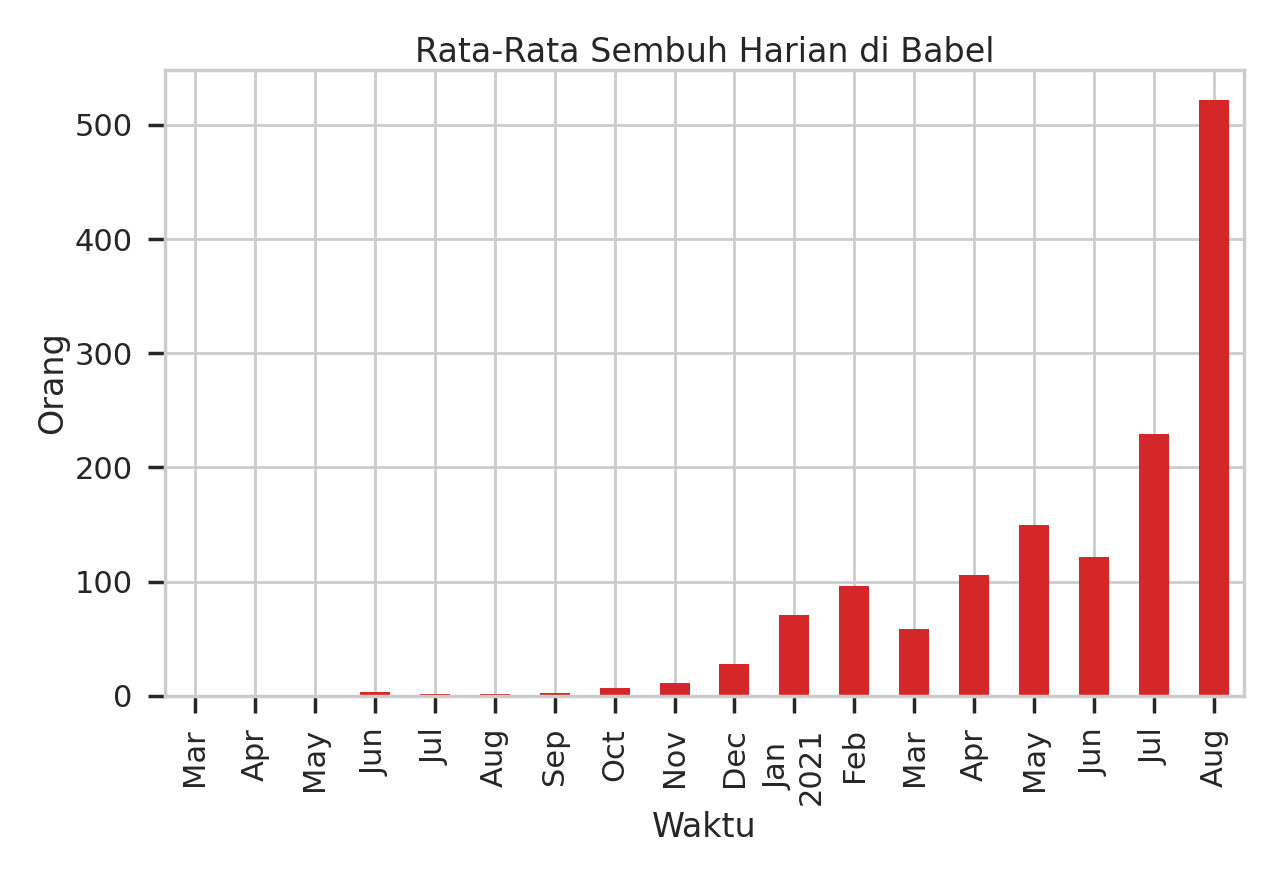 Rata-Rata Sembuh Harian di Babel
Orang
500
400
300
200
100
0
Mar
Apr
May
Jun
Jul
Aug
Sep
Oct
Nov
Dec
Jan
2021
Feb
Mar
Apr
May
Jun
Jul
Aug
Waktu